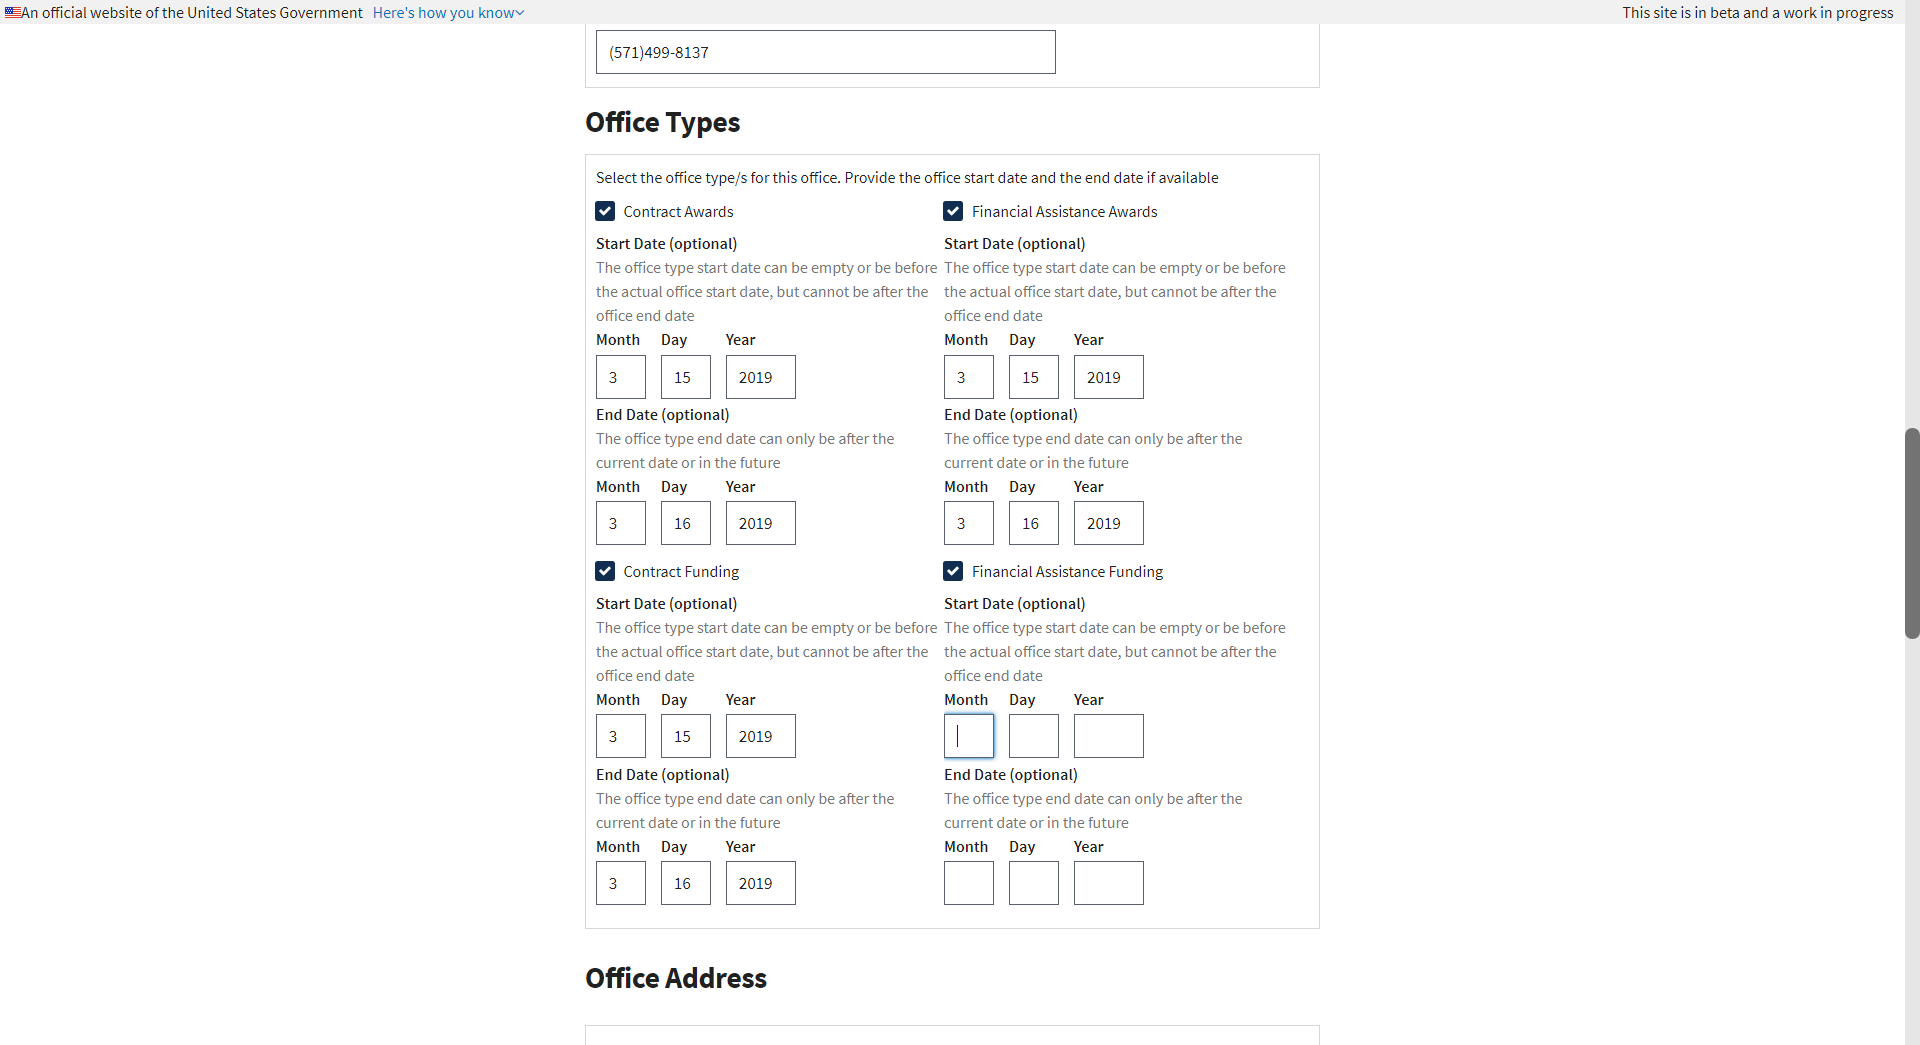 An official website of the United States Government Here's how you know
This site is in beta and a work in progress
(571)499-8137
Office Types
Select the office type/s for this office. Provide the office start date and the end date if available
Contract Awards
Start Date (optional)
The office type start date can be empty or be before
the actual office start date, but cannot be after the
office end date
Month Day Year
3 15 2019
End Date (optional)
The office type end date can only be after the
current date or in the future
Month Day Year
3 16 2019
Financial Assistance Awards
Start Date (optional)
The office type start date can be empty or be before
the actual office start date, but cannot be after the
office end date
Month Day Year
3 15 2019
End Date (optional)
The office type end date can only be after the
current date or in the future
Month Day Year
3 16 2019
Contract Funding
Start Date (optional)
The office type start date can be empty or be before
the actual office start date, but cannot be after the
office end date
Month Day Year
3 15 2019
End Date (optional)
The office type end date can only be after the
current date or in the future
Month Day Year
3 16 2019
Financial Assistance Funding
Start Date (optional)
The office type start date can be empty or be before
the actual office start date, but cannot be after the
office end date
Month Day Year
End Date (optional)
The office type end date can only be after the
current date or in the future
Month Day Year
Office Address